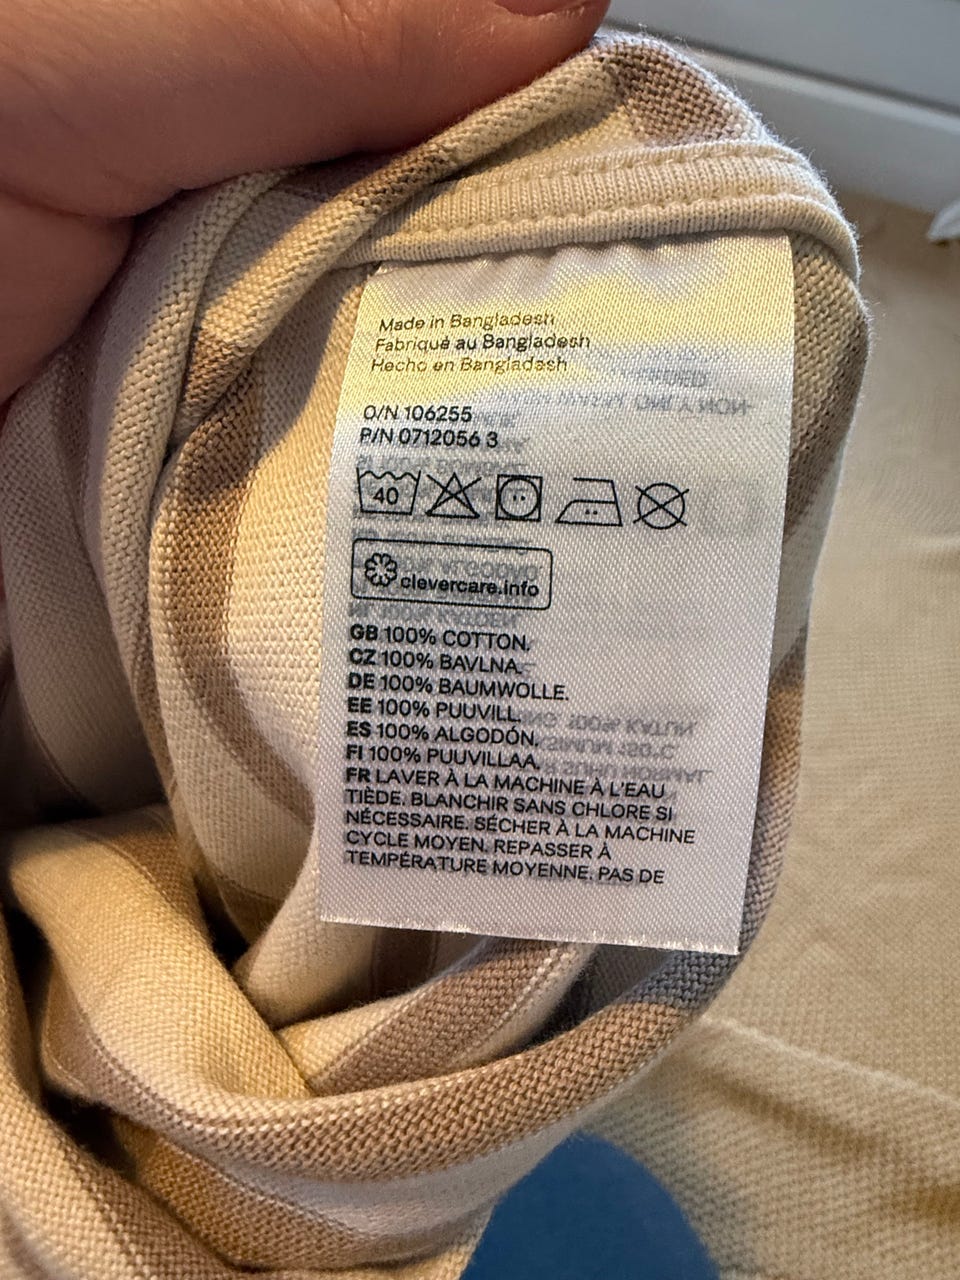 Made in Bangladesh
Fabriqué au Bangladesh
Hecho en Bangladesh
O/N 106255
P/N 0712056 3
40
clevercare.info
GB 100% COTTON.
CZ 100% BAVLNA.
DE 100% BAUMWOLLE.
EE 100% PUUVILL.
ES 100% ALGODÓN.
FI 100% PUUVILLAA.
FR LAVER À LA MACHINE À L'EAU
TIÈDE. BLANCHIR SANS CHLORE SI
NÉCESSAIRE. SÉCHER À LA MACHINE
CYCLE MOYEN. REPASSER À
TEMPÉRATURE MOYENNE. PAS DE